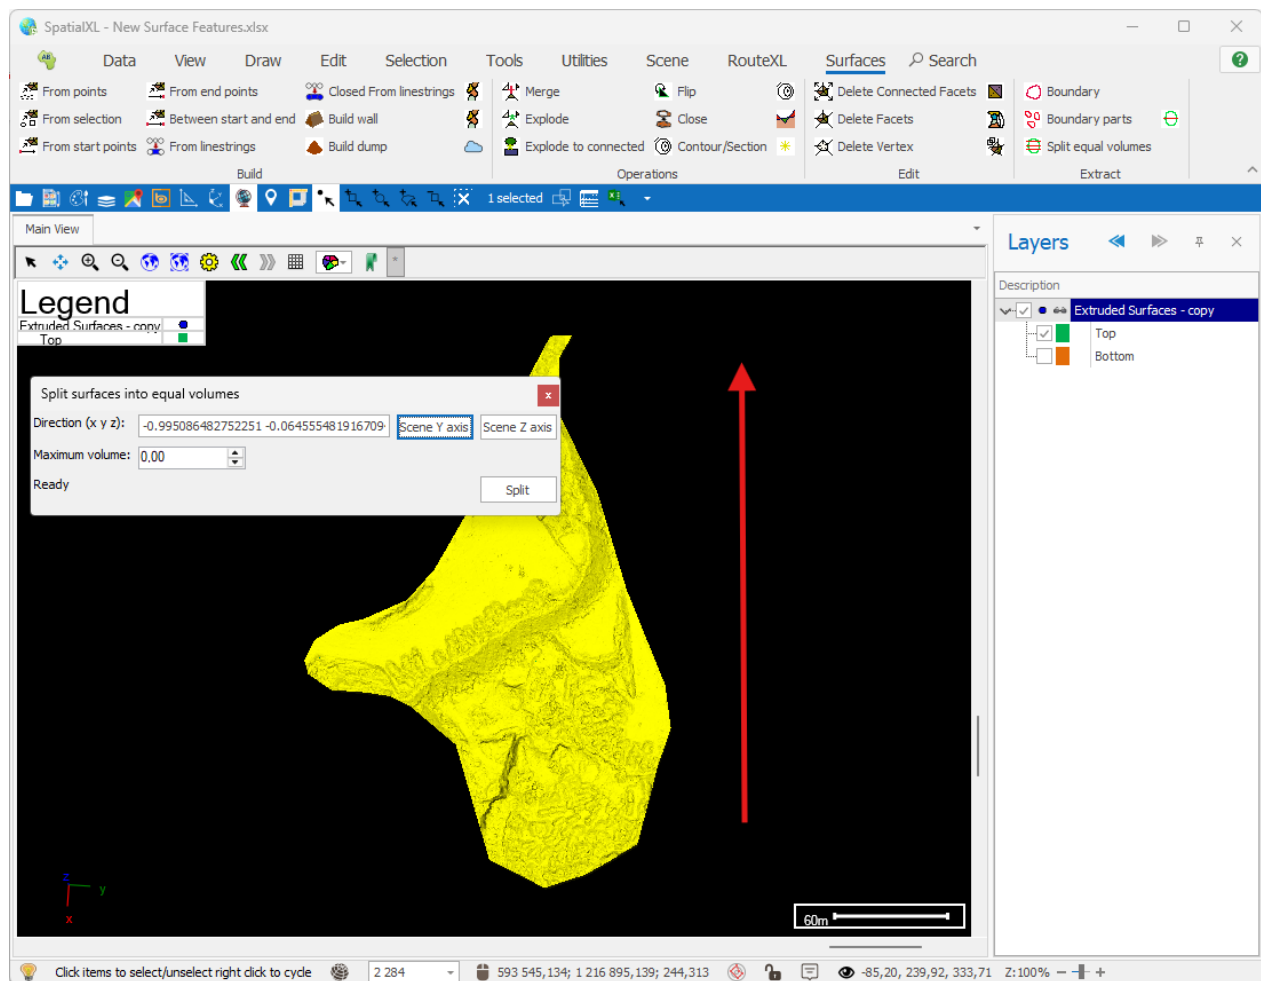 SpatialXL - New Surface Features.xlsx
Data View Draw Edit Selection Tools Utilities Scene RouteXL Surfaces Search
From points From end points Closed From linestrings Merge Flip Delete Connected Facets Boundary
From selection Between start and end Build wall Explode Close Delete Facets Boundary parts
From start points From linestrings Build dump Explode to connected Contour/Section Delete Vertex Split equal volumes
Build Operations Edit Extract
1 selected
Main View
Layers
Description
Extruded Surfaces - copy
Top
Bottom
Legend
Extruded Surfaces - copy
Top
Split surfaces into equal volumes
Direction (x y z): -0.995086482752251 -0.064555481916709 Scene Y axis Scene Z axis
Maximum volume: 0,00
Ready Split
z
y
x
60m
Click items to select/unselect right click to cycle 2 284 593 545,134; 1 216 895,139; 244,313 -85,20, 239,92, 333,71 Z:100% − +